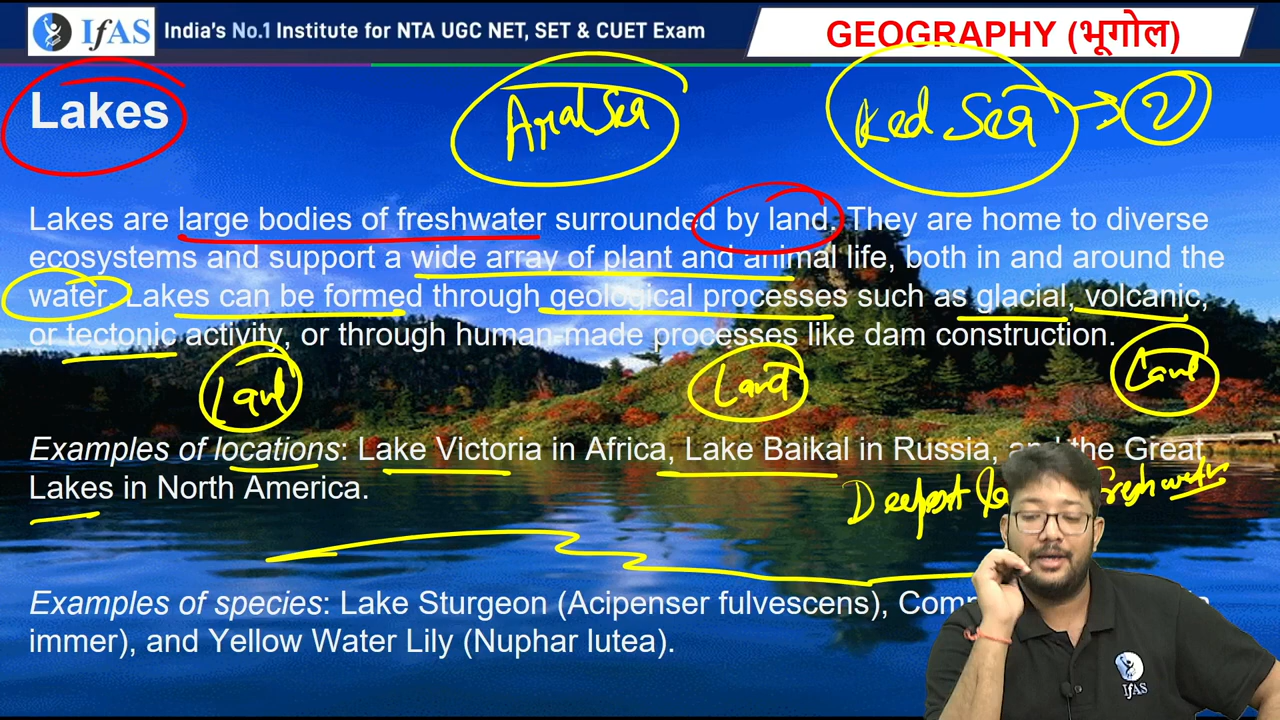 IfAS India's No.1 Institute for NTA UGC NET, SET & CUET Exam
GEOGRAPHY (भूगोल)
Lakes
Aral Sea
Red Sea
Lakes are large bodies of freshwater surrounded by land. They are home to diverse
ecosystems and support a wide array of plant and animal life, both in and around the
water. Lakes can be formed through geological processes such as glacial, volcanic,
or tectonic activity, or through human-made processes like dam construction.
Land Land Land
Examples of locations: Lake Victoria in Africa, Lake Baikal in Russia, and the Great
Lakes in North America.
Deepest Freshwater
Examples of species: Lake Sturgeon (Acipenser fulvescens),
immer), and Yellow Water Lily (Nuphar lutea).
IfAS